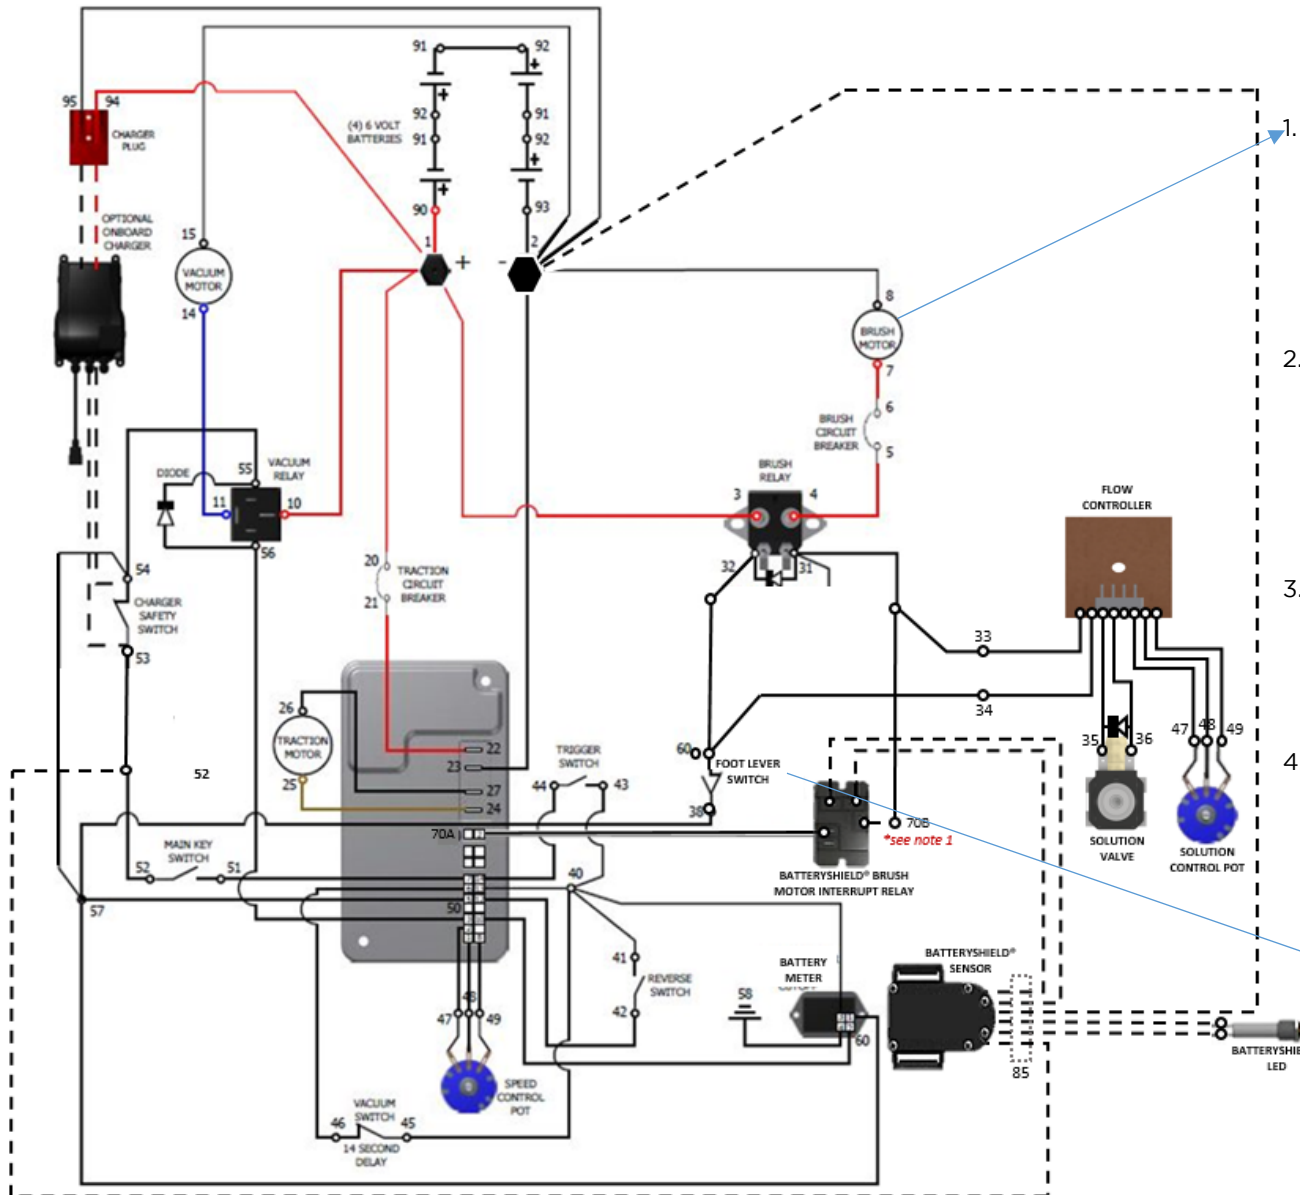 91
92
+
+
95
94
92
91
91
92
(4) 6 VOLT
BATTERIES
CHARGER
PLUG
+
+
1.
90
93
OPTIONAL
ONBOARD
CHARGER
15
1
2
+
-
VACUUM
MOTOR
14
8
BRUSH
MOTOR
7
2.
6
BRUSH
CIRCUIT
BREAKER
5
DIODE
55
VACUUM
RELAY
11
10
56
BRUSH
RELAY
3
4
32
31
FLOW
CONTROLLER
20
TRACTION
CIRCUIT
BREAKER
21
54
CHARGER
SAFETY
SWITCH
53
3.
33
34
26
TRACTION
MOTOR
25
22
23
27
24
52
TRIGGER
SWITCH
44
43
60
FOOT LEVER
SWITCH
38
35
36
47
48
49
4
70A
70B
*see note 1
SOLUTION
VALVE
SOLUTION
CONTROL POT
BATTERYSHIELD® BRUSH
MOTOR INTERRUPT RELAY
MAIN KEY
SWITCH
52
51
40
57
50
41
REVERSE
SWITCH
42
BATTERY
METER
58
60
BATTERYSHIELD®
SENSOR
85
47
48
49
SPEED
CONTROL
POT
BATTERYSHIE
LED
VACUUM
SWITCH
46
45
14 SECOND
DELAY